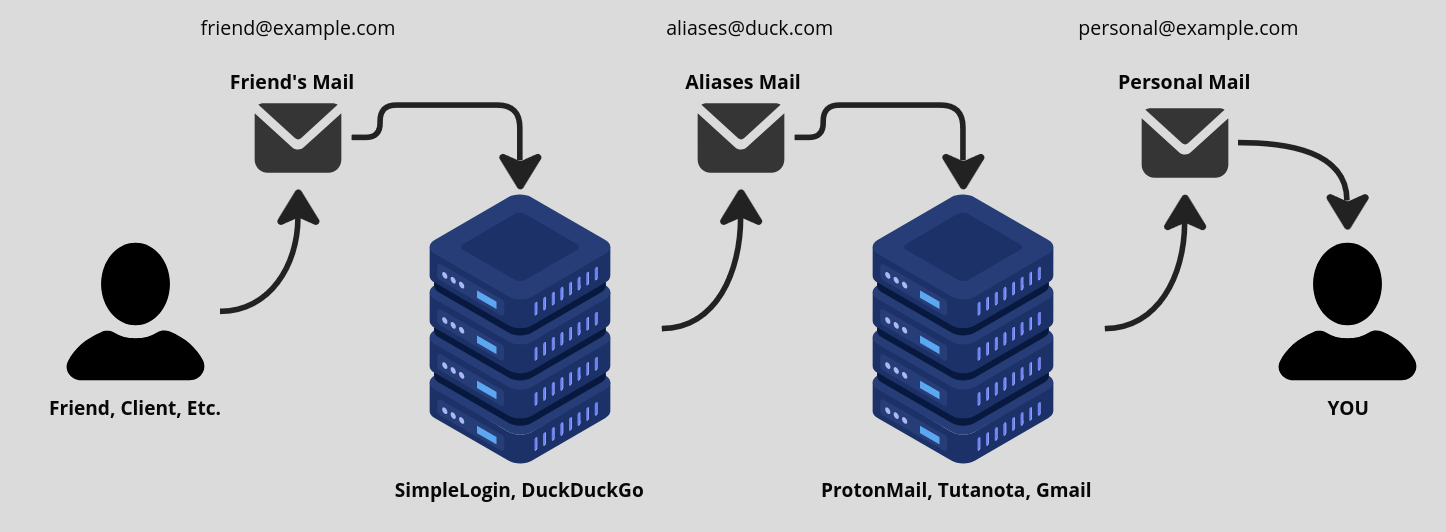 friend@example.com
aliases@duck.com
personal@example.com
Friend's Mail
Aliases Mail
Personal Mail
Friend, Client, Etc.
YOU
SimpleLogin, DuckDuckGo
ProtonMail, Tutanota, Gmail